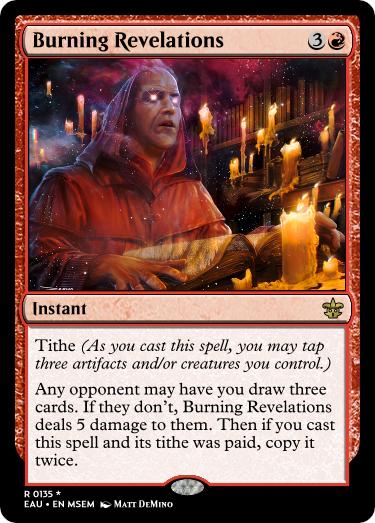 Burning Revelations 3
Instant
Tithe (As you cast this spell, you may tap
three artifacts and/or creatures you control.)
Any opponent may have you draw three
cards. If they don't, Burning Revelations
deals 5 damage to them. Then if you cast
this spell and its tithe was paid, copy it
twice.
R 0135 *
EAU • EN MSEM Matt DeMino